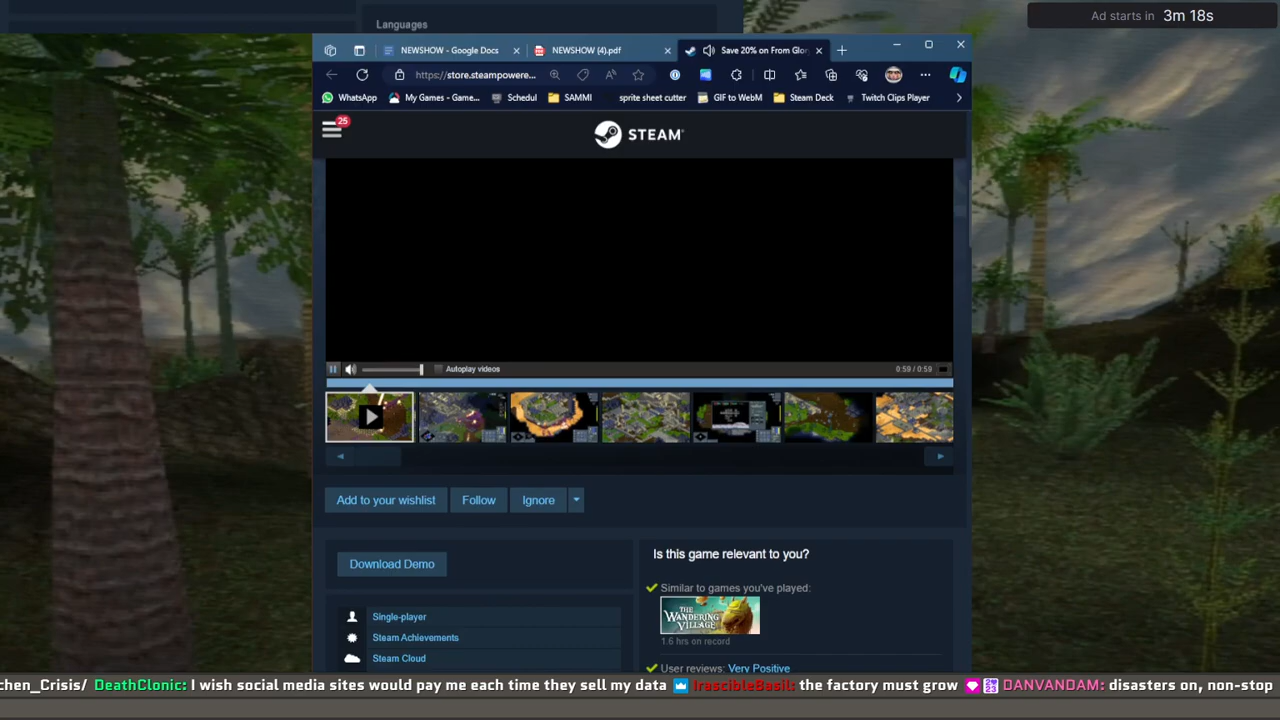 Languages
Ad starts in 3m 18s
NEWSHOW - Google Docs
NEWSHOW (4).pdf
Save 20% on From Glor
https://store.steampowere...
WhatsApp
My Games - Game...
Schedul
SAMMI
sprite sheet cutter
GIF to WebM
Steam Deck
Twitch Clips Player
25
STEAM
Autoplay videos
0:59 / 0:59
Add to your wishlist
Follow
Ignore
Download Demo
Is this game relevant to you?
Similar to games you've played:
THE WANDERING VILLAGE
1.6 hrs on record
Single-player
Steam Achievements
Steam Cloud
User reviews: Very Positive
chen_Crisis/ DeathClonic: I wish social media sites would pay me each time they sell my data IrascibleBasil: the factory must grow DANVANDAM: disasters on, non-stop